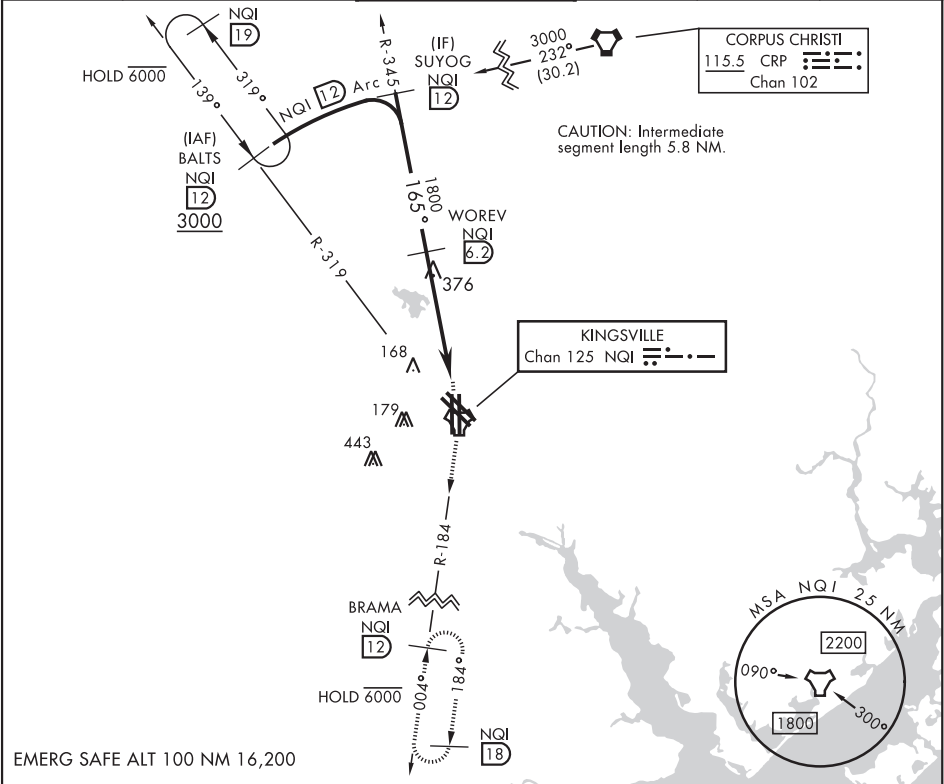 NQI
19
R-345
(IF)
SUYOG
NQI
12
3000
232°
(30.2)
CORPUS CHRISTI
115.5 CRP
Chan 102
HOLD 6000
139°
319°
NQI 12 Arc
(IAF)
BALTS
NQI
12
3000
CAUTION: Intermediate
segment length 5.8 NM.
1800
165°
WOREV
NQI
6.2
376
R-319
KINGSVILLE
Chan 125 NQI
168
179
443
R-184
BRAMA
NQI
12
HOLD 6000
004°
184°
NQI
18
MSA NQI 25 NM
2200
090°
1800
300°
EMERG SAFE ALT 100 NM 16,200